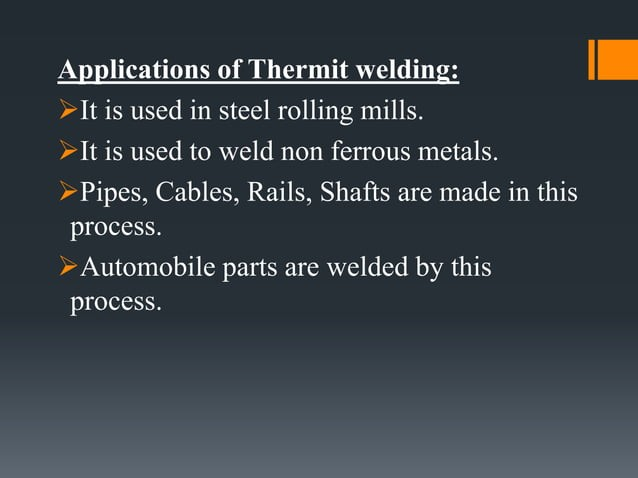 Applications of Thermit welding:
➢It is used in steel rolling mills.
➢It is used to weld non ferrous metals.
➢Pipes, Cables, Rails, Shafts are made in this
process.
➢Automobile parts are welded by this
process.